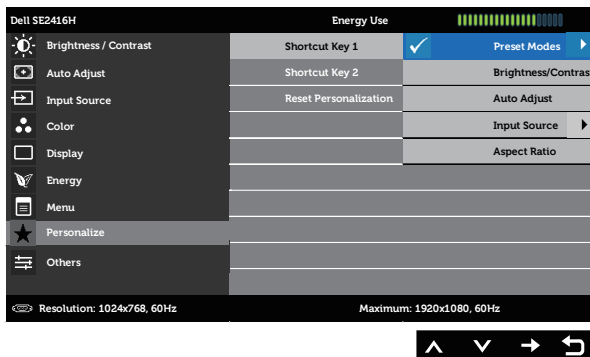 Dell SE2416H Energy Use
Brightness / Contrast Shortcut Key 1 Preset Modes
Auto Adjust Shortcut Key 2 Brightness/Contras
Input Source Reset Personalization Auto Adjust
Color Input Source
Display Aspect Ratio
Energy
Menu
Personalize
Others
Resolution: 1024x768, 60Hz Maximum: 1920x1080, 60Hz